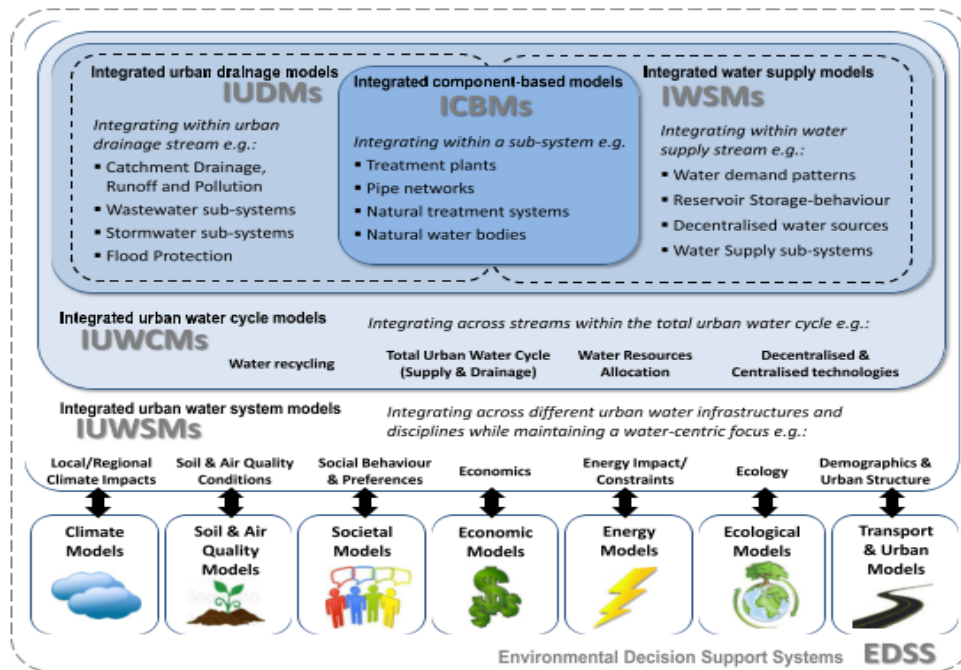 Integrated urban drainage models
IUDMs
Integrating within urban
drainage stream e.g.:
▪ Catchment Drainage,
Runoff and Pollution
▪ Wastewater sub-systems
▪ Stormwater sub-systems
▪ Flood Protection
Integrated component-based models
ICBMs
Integrating within a sub-system e.g.
▪ Treatment plants
▪ Pipe networks
▪ Natural treatment systems
▪ Natural water bodies
Integrated water supply models
IWSMs
Integrating within water
supply stream e.g.:
▪ Water demand patterns
▪ Reservoir Storage-behaviour
▪ Decentralised water sources
▪ Water Supply sub-systems
Integrated urban water cycle models
IUWCMs
Integrating across streams within the total urban water cycle e.g.:
Water recycling
Total Urban Water Cycle
(Supply & Drainage)
Water Resources
Allocation
Decentralised &
Centralised technologies
Integrated urban water system models
IUWSMs
Integrating across different urban water infrastructures and
disciplines while maintaining a water-centric focus e.g.:
Local/Regional
Climate Impacts
Soil & Air Quality
Conditions
Social Behaviour
& Preferences
Economics
Energy Impact/
Constraints
Ecology
Demographics &
Urban Structure
Climate
Models
Soil & Air
Quality
Models
Societal
Models
Economic
Models
Energy
Models
Ecological
Models
Transport
& Urban
Models
Environmental Decision Support Systems EDSS